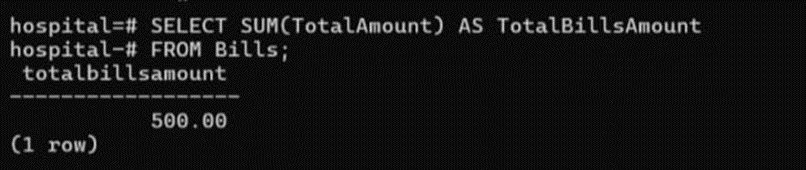 hospital=# SELECT SUM(TotalAmount) AS TotalBillsAmount
hospital-# FROM Bills;
totalbillsamount
------------------
500.00
(1 row)